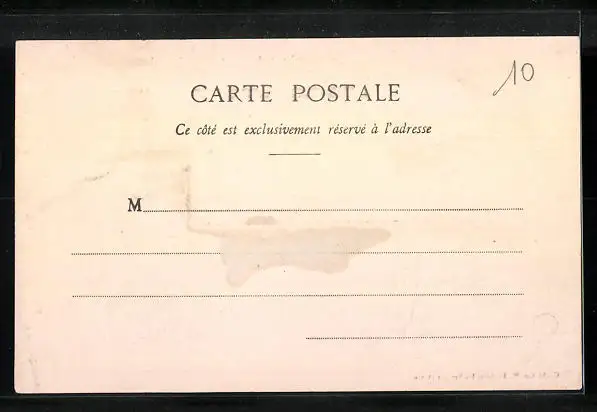 10
CARTE POSTALE
Ce côté est exclusivement réservé à l'adresse
M